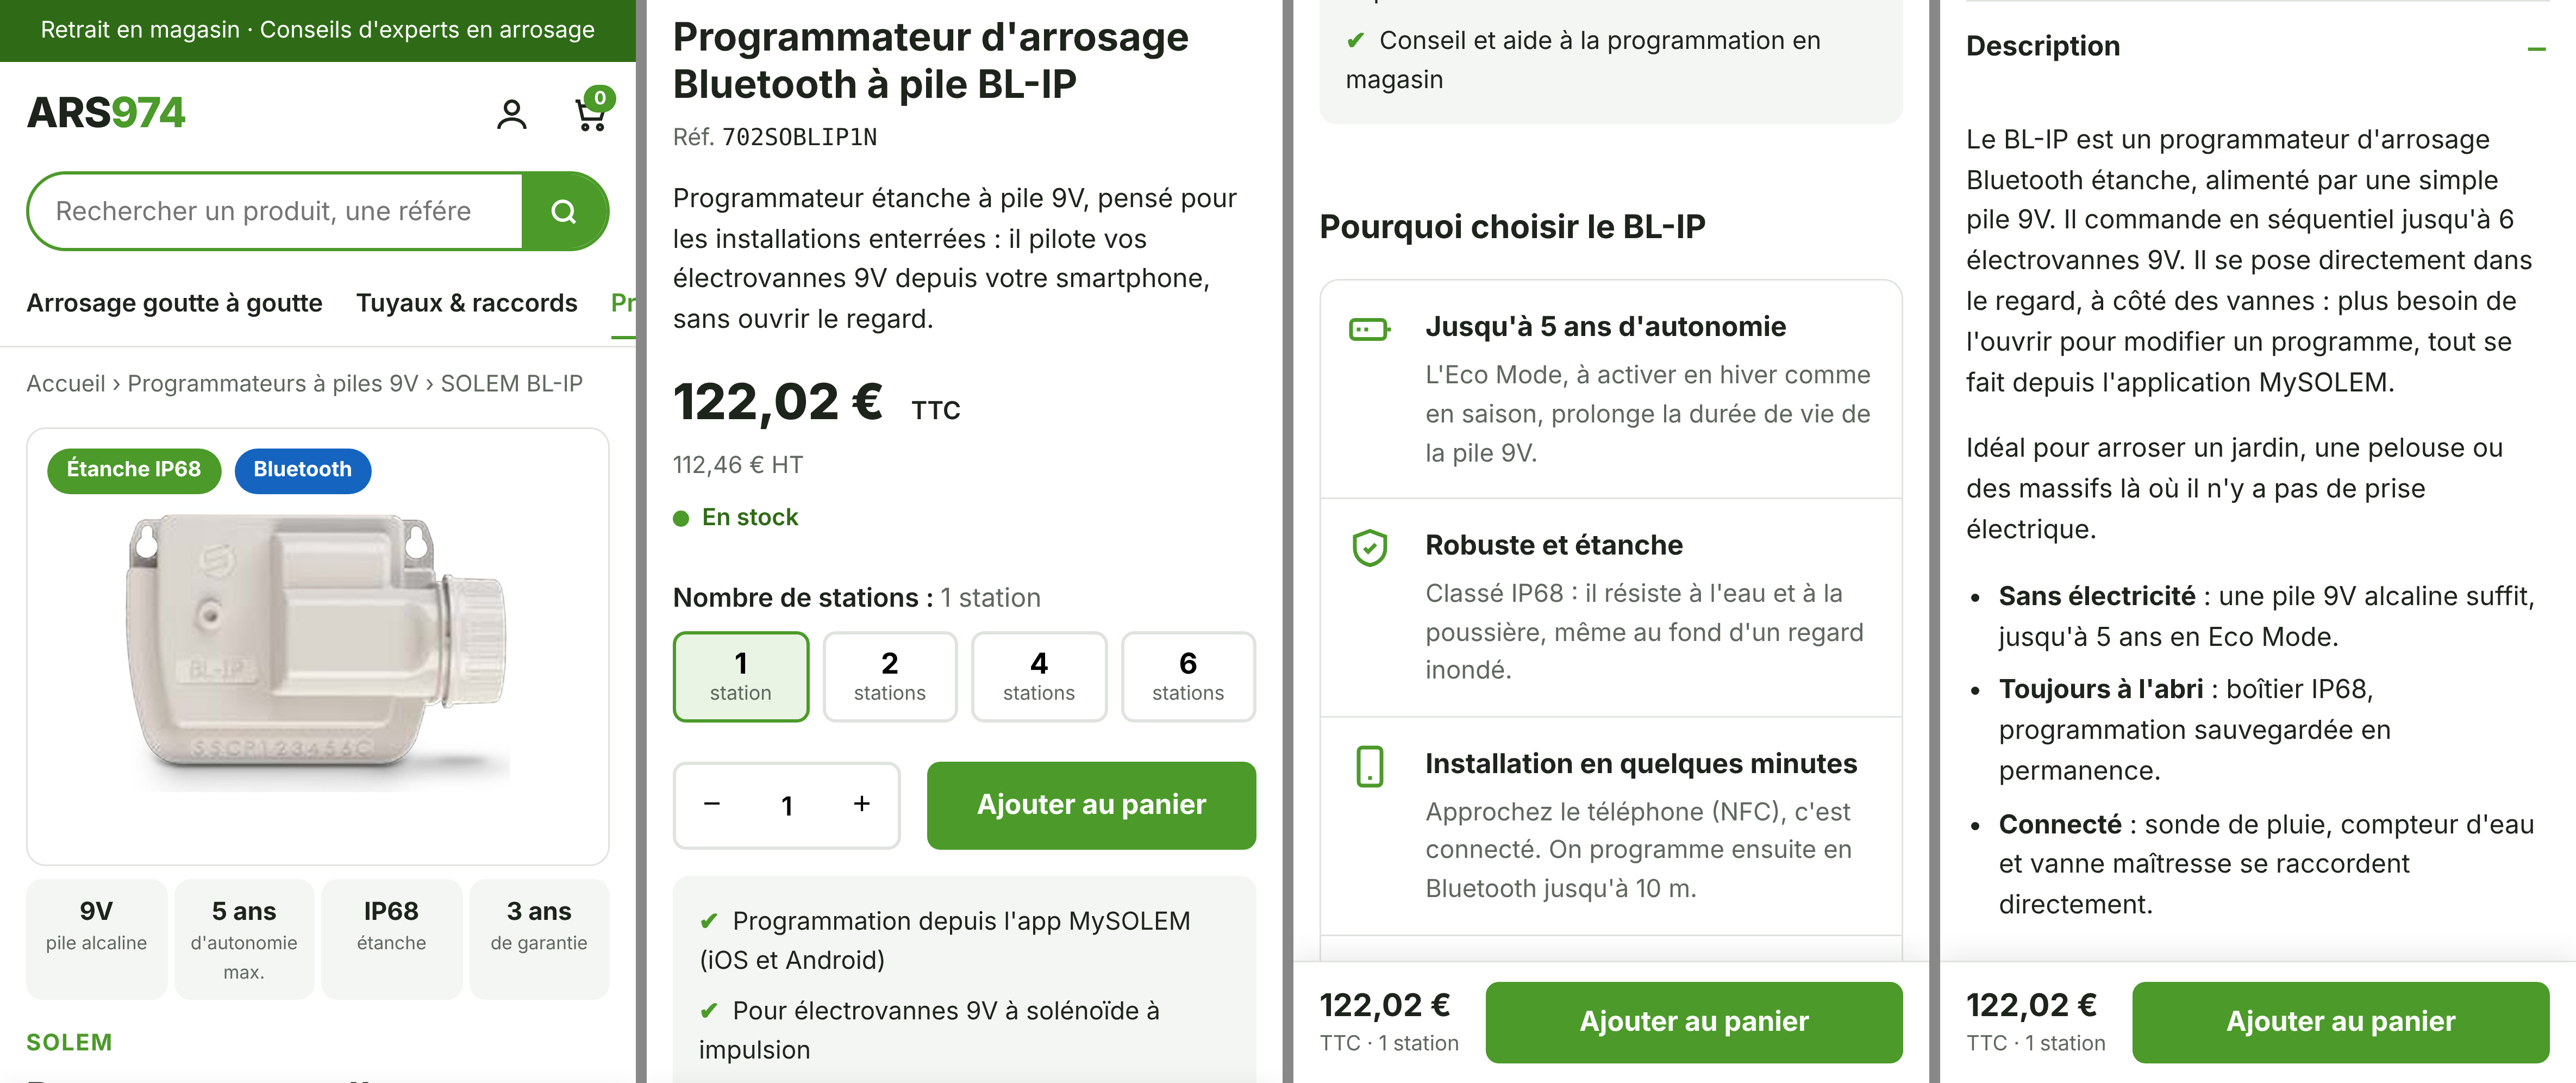 Retrait en magasin · Conseils d'experts en arrosage
ARS974
0
Rechercher un produit, une référe
Arrosage goutte à goutte
Tuyaux & raccords
Pr
Accueil › Programmateurs à piles 9V › SOLEM BL-IP
Étanche IP68
Bluetooth
BL-IP
SSCP123456C
9V
pile alcaline
5 ans
d'autonomie
max.
IP68
étanche
3 ans
de garantie
SOLEM
Programmateur d'arrosage
Bluetooth à pile BL-IP
Réf. 702SOBLIP1N
Programmateur étanche à pile 9V, pensé pour
les installations enterrées : il pilote vos
électrovannes 9V depuis votre smartphone,
sans ouvrir le regard.
122,02 € TTC
112,46 € HT
En stock
Nombre de stations : 1 station
1
station
2
stations
4
stations
6
stations
− 1 +
Ajouter au panier
✔ Programmation depuis l'app MySOLEM
(iOS et Android)
✔ Pour électrovannes 9V à solénoïde à
impulsion
✔ Conseil et aide à la programmation en
magasin
Pourquoi choisir le BL-IP
Jusqu'à 5 ans d'autonomie
L'Eco Mode, à activer en hiver comme
en saison, prolonge la durée de vie de
la pile 9V.
Robuste et étanche
Classé IP68 : il résiste à l'eau et à la
poussière, même au fond d'un regard
inondé.
Installation en quelques minutes
Approchez le téléphone (NFC), c'est
connecté. On programme ensuite en
Bluetooth jusqu'à 10 m.
122,02 €
TTC · 1 station
Ajouter au panier
Description −
Le BL-IP est un programmateur d'arrosage
Bluetooth étanche, alimenté par une simple
pile 9V. Il commande en séquentiel jusqu'à 6
électrovannes 9V. Il se pose directement dans
le regard, à côté des vannes : plus besoin de
l'ouvrir pour modifier un programme, tout se
fait depuis l'application MySOLEM.
Idéal pour arroser un jardin, une pelouse ou
des massifs là où il n'y a pas de prise
électrique.
• Sans électricité : une pile 9V alcaline suffit,
jusqu'à 5 ans en Eco Mode.
• Toujours à l'abri : boîtier IP68,
programmation sauvegardée en
permanence.
• Connecté : sonde de pluie, compteur d'eau
et vanne maîtresse se raccordent
directement.
122,02 €
TTC · 1 station
Ajouter au panier